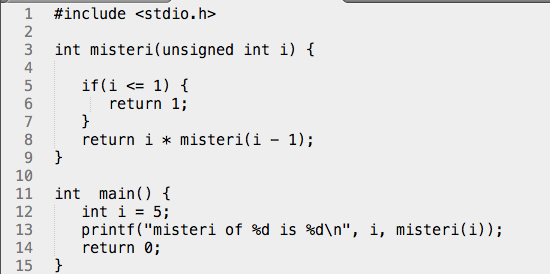 1 #include <stdio.h>
2
3 int misteri(unsigned int i) {
4
5     if(i <= 1) {
6         return 1;
7     }
8     return i * misteri(i - 1);
9 }
10
11 int  main() {
12     int i = 5;
13     printf("misteri of %d is %d\n", i, misteri(i));
14     return 0;
15 }